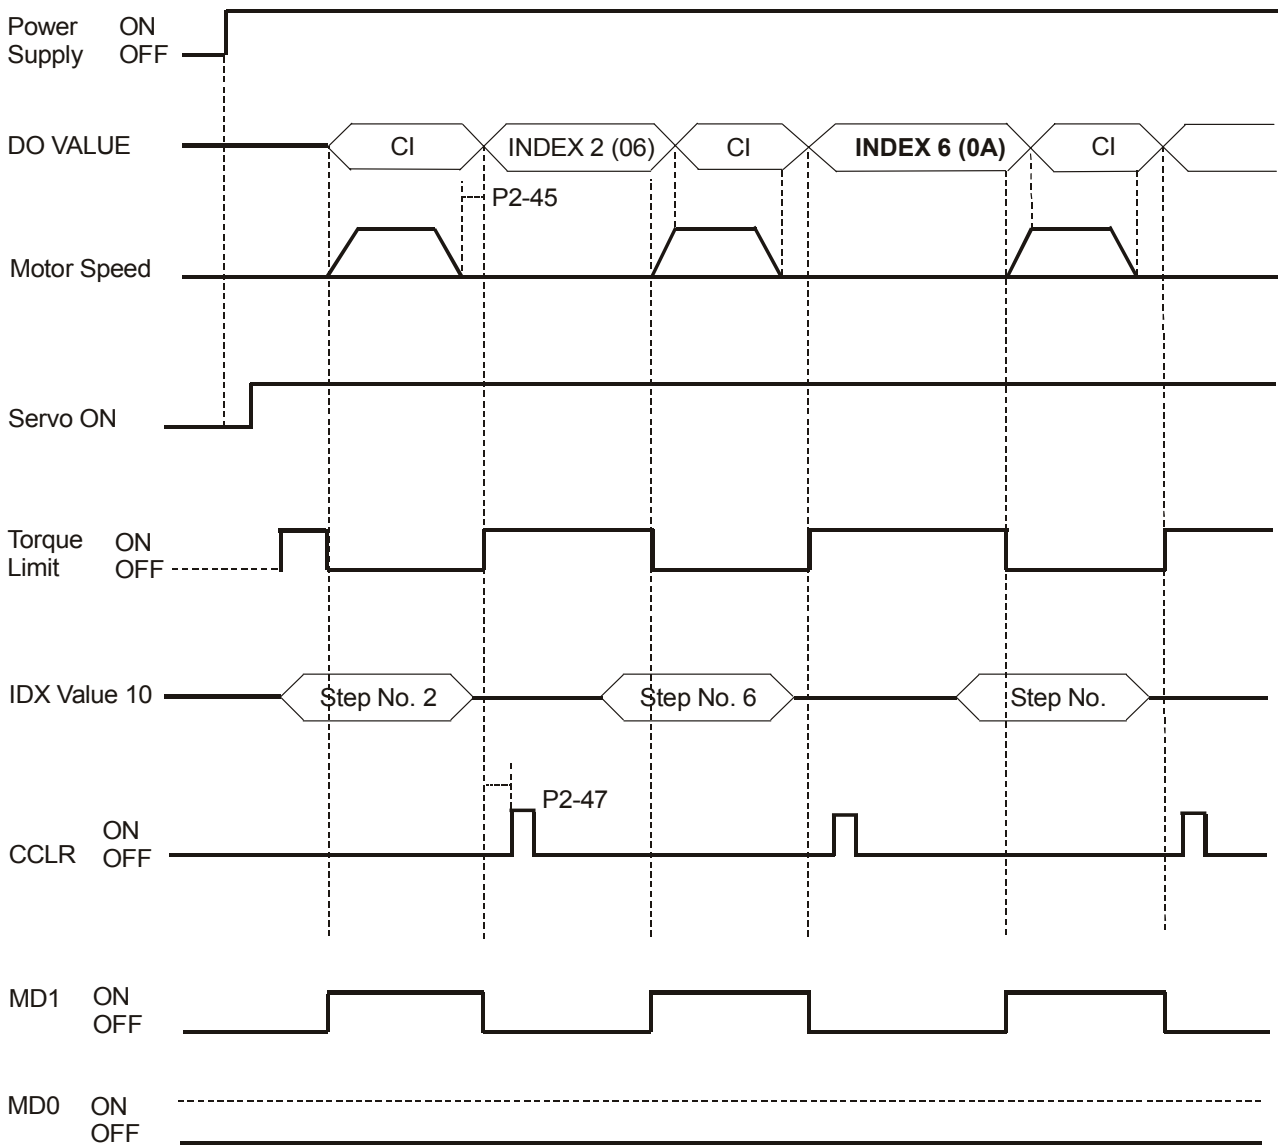 Power ON
Supply OFF
DO VALUE CI INDEX 2 (06) CI INDEX 6 (0A) CI
P2-45
Motor Speed
Servo ON
Torque ON
Limit OFF
IDX Value 10 Step No. 2 Step No. 6 Step No.
P2-47
ON
CCLR OFF
MD1 ON
OFF
MD0 ON
OFF